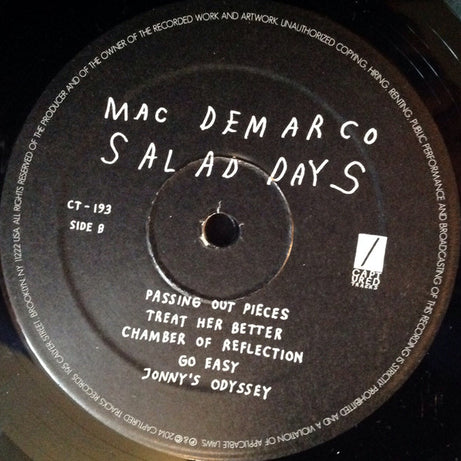 MAC DEMARCO
SALAD DAYS
CT-193
SIDE B
CAPT
URED
TRACKS
PASSING OUT PIECES
TREAT HER BETTER
CHAMBER OF REFLECTION
GO EASY
JONNY'S ODYSSEY
℗ & © 2014 CAPTURED TRACKS RECORDS 195 CALYER STREET, BROOKLYN, NY 11222 USA. ALL RIGHTS RESERVED OF THE PRODUCER AND OF THE OWNER OF THE RECORDED WORK AND ARTWORK. UNAUTHORIZED COPYING, HIRING, RENTING, PUBLIC PERFORMANCE AND BROADCASTING OF THIS RECORDING IS STRICTLY PROHIBITED AND A VIOLATION OF APPLICABLE LAWS.